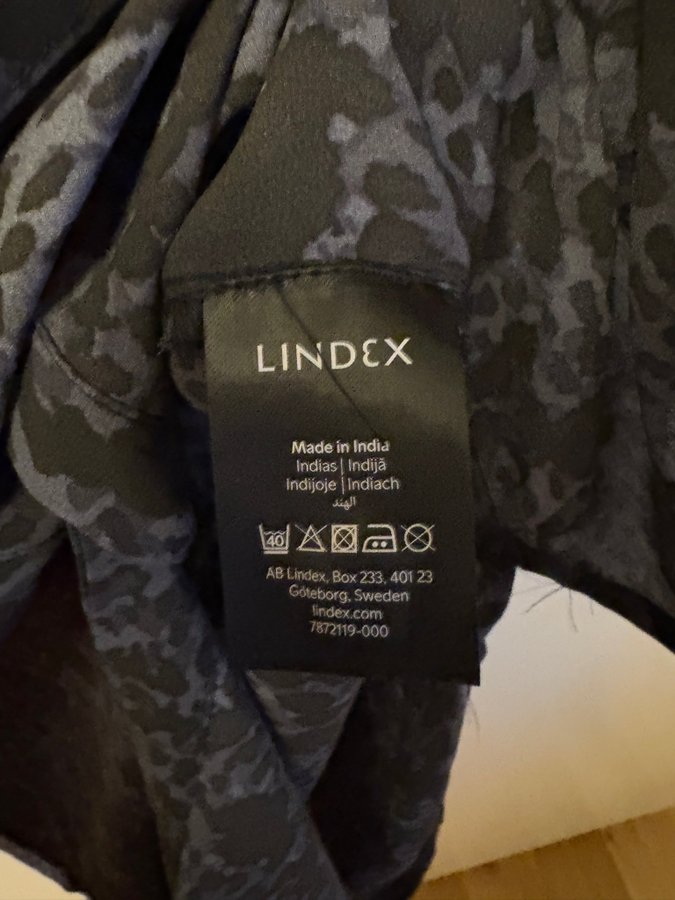 LINDEX
Made in India
Indias | Indijā
Indijoje | Indiach
الهند
40
AB Lindex, Box 233, 401 23
Göteborg, Sweden
lindex.com
7872119-000